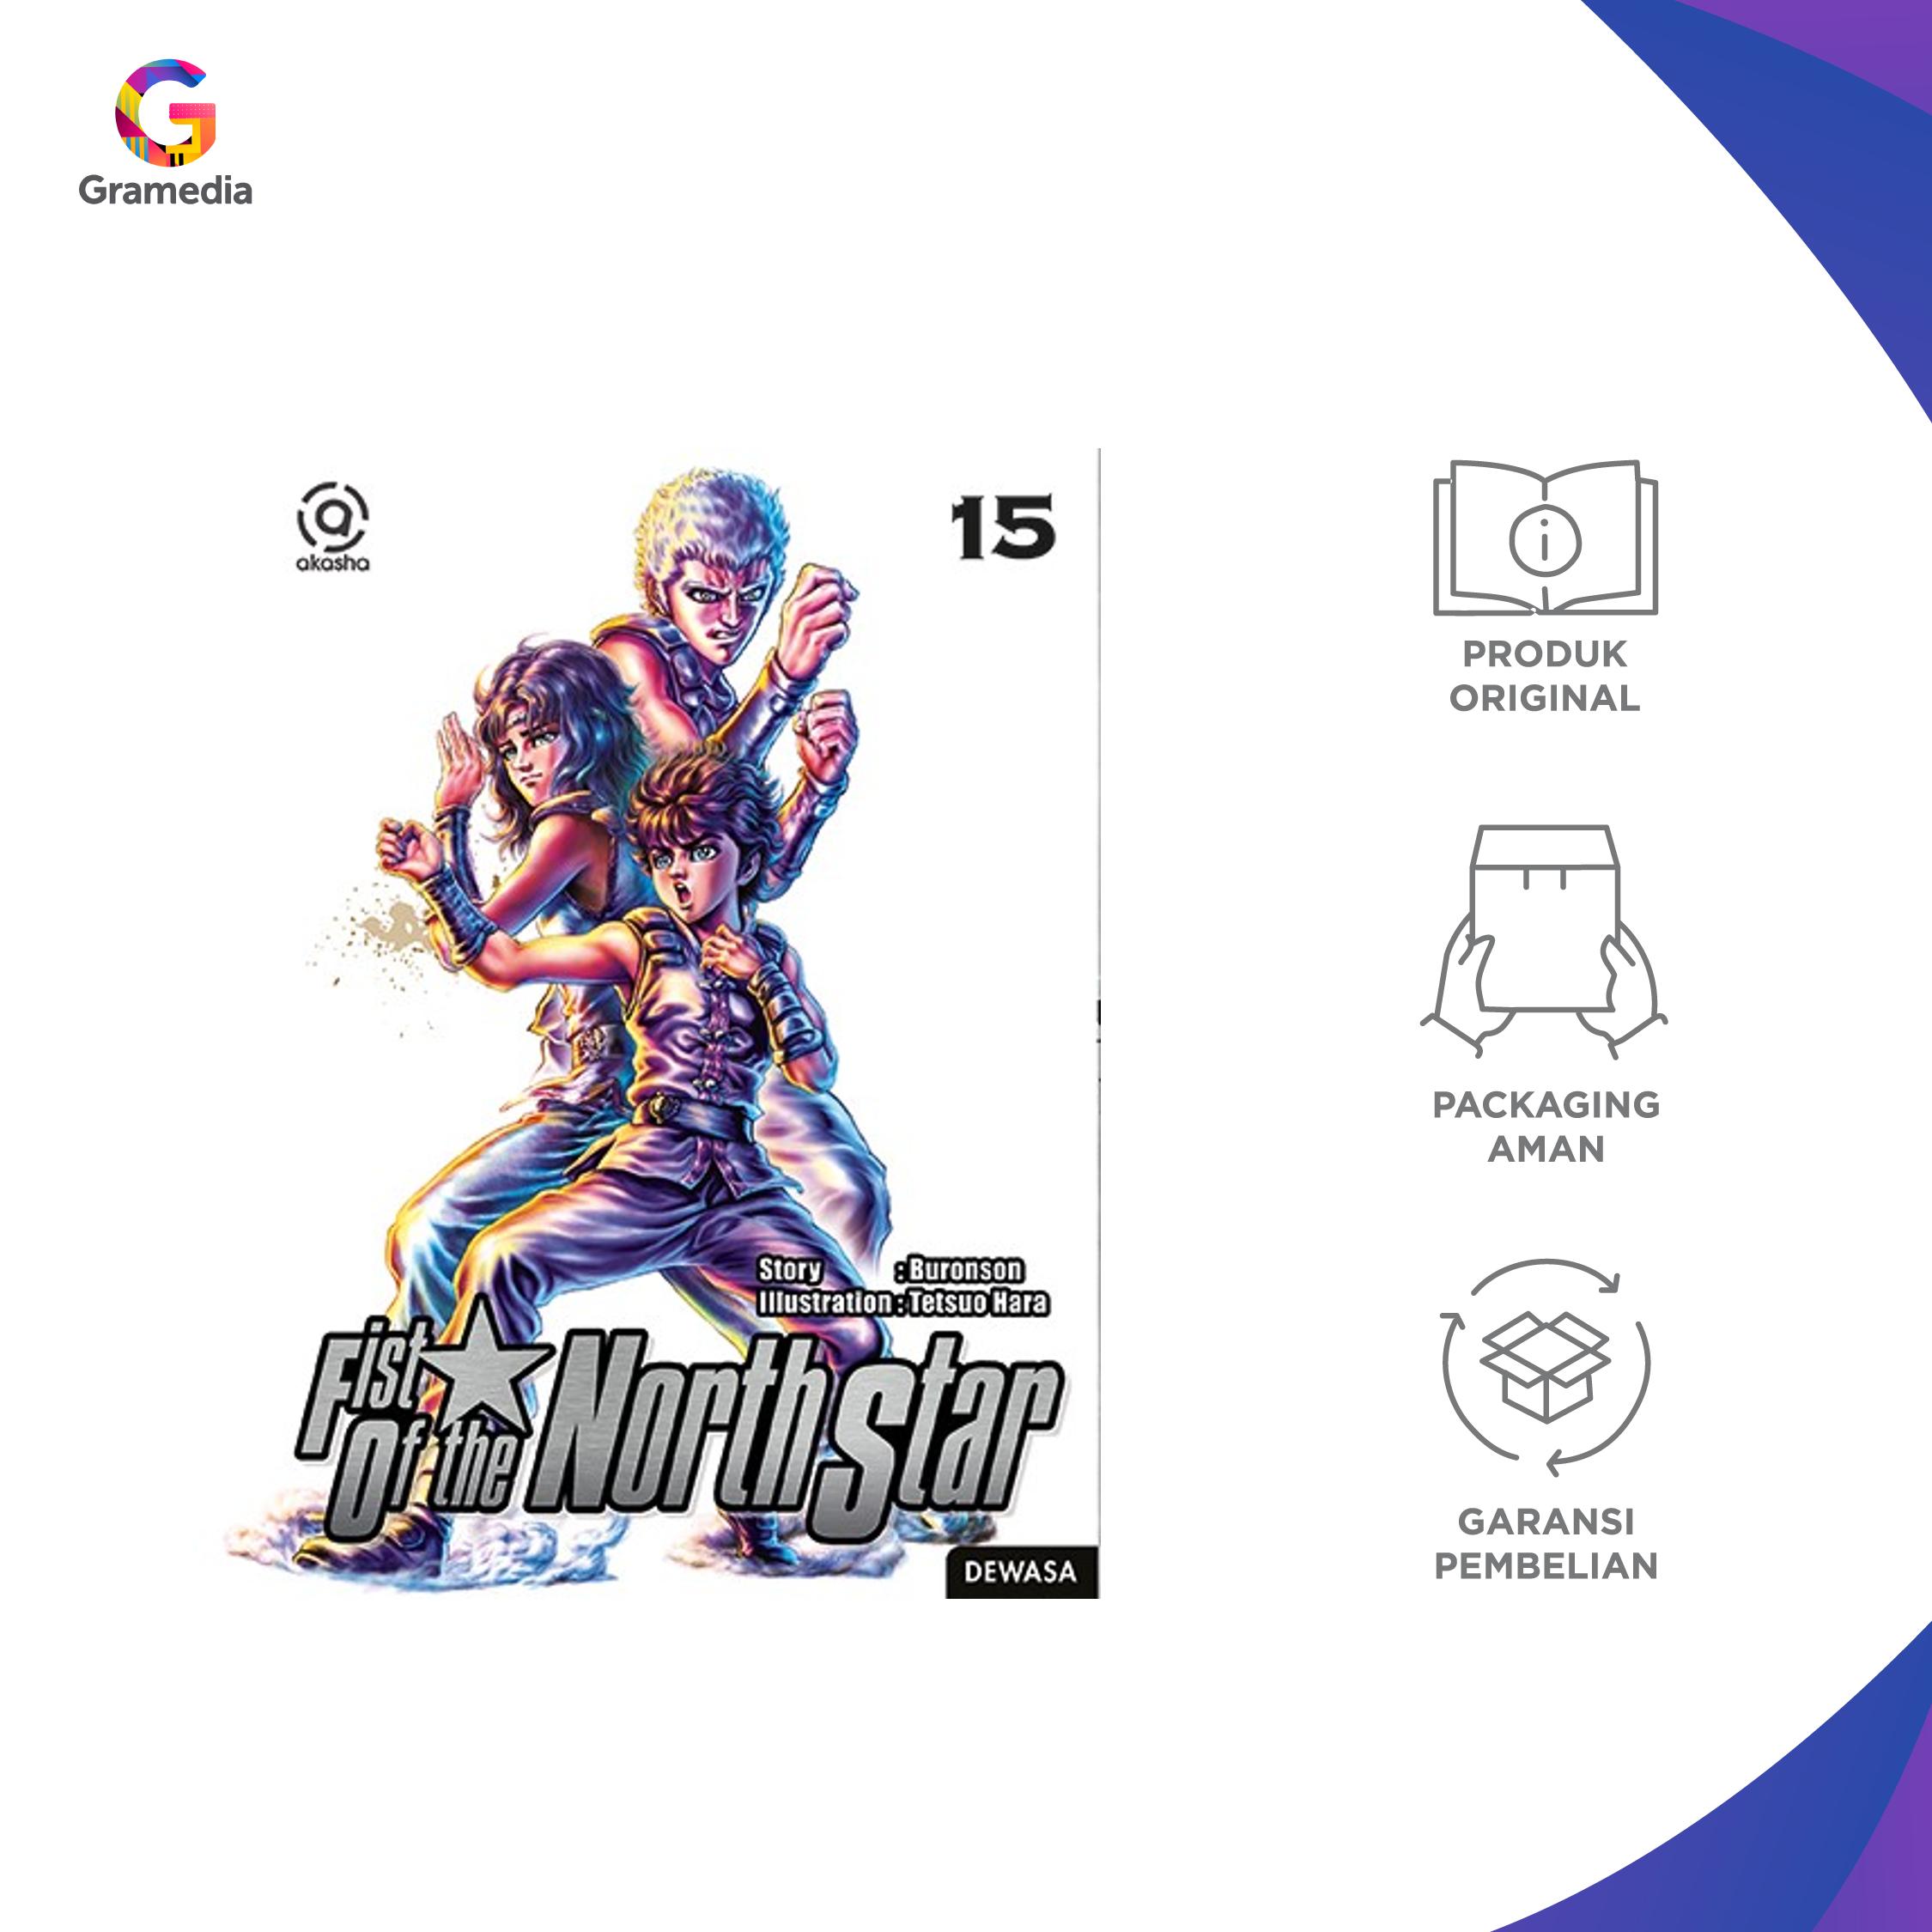 Gramedia
akasha
15
Story : Buronson
Illustration : Tetsuo Hara
Fist Of the North Star
DEWASA
PRODUK
ORIGINAL
PACKAGING
AMAN
GARANSI
PEMBELIAN